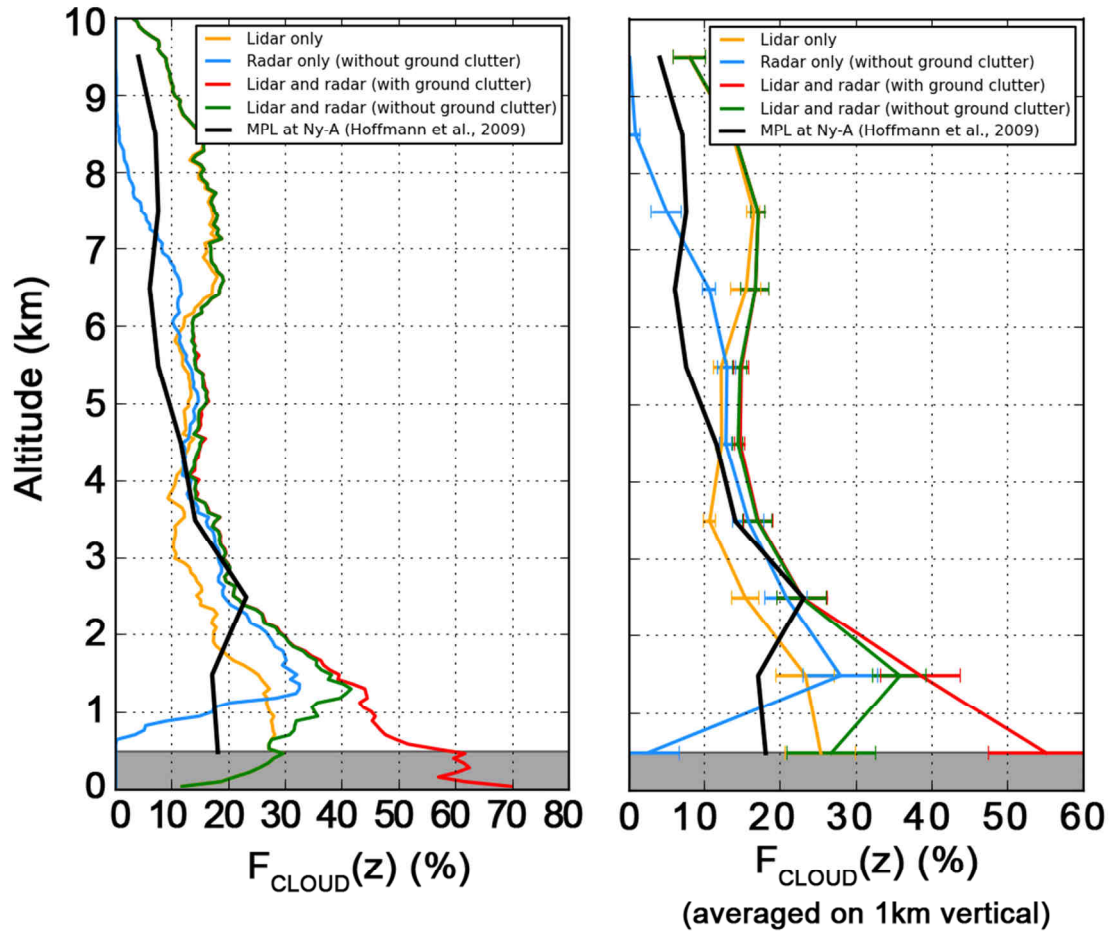 10
9
8
7
6
5
4
3
2
1
0
Altitude (km)
Lidar only
Radar only (without ground clutter)
Lidar and radar (with ground clutter)
Lidar and radar (without ground clutter)
MPL at Ny-A (Hoffmann et al., 2009)
0 10 20 30 40 50 60 70 80
FCLOUD(z) (%)
Lidar only
Radar only (without ground clutter)
Lidar and radar (with ground clutter)
Lidar and radar (without ground clutter)
MPL at Ny-A (Hoffmann et al., 2009)
0 10 20 30 40 50 60
FCLOUD(z) (%)
(averaged on 1km vertical)